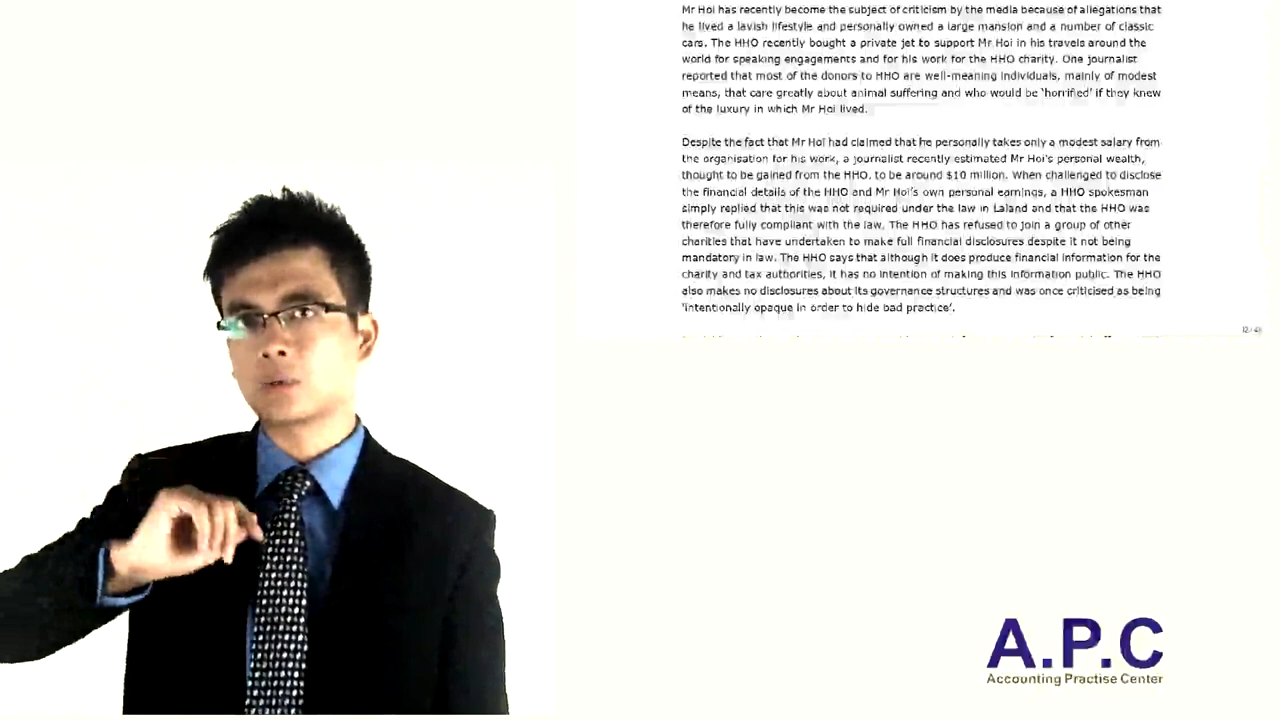 Mr Hoi has recently become the subject of criticism by the media because of allegations that
he lived a lavish lifestyle and personally owned a large mansion and a number of classic
cars. The HHO recently bought a private jet to support Mr Hoi in his travels around the
world for speaking engagements and for his work for the HHO charity. One journalist
reported that most of the donors to HHO are well-meaning individuals, mainly of modest
means, that care greatly about animal suffering and who would be 'horrified' if they knew
of the luxury in which Mr Hoi lived.
Despite the fact that Mr Hoi had claimed that he personally takes only a modest salary from
the organisation for his work, a journalist recently estimated Mr Hoi's personal wealth,
thought to be gained from the HHO, to be around $10 million. When challenged to disclose
the financial details of the HHO and Mr Hoi's own personal earnings, a HHO spokesman
simply replied that this was not required under the law in Laland and that the HHO was
therefore fully compliant with the law. The HHO has refused to join a group of other
charities that have undertaken to make full financial disclosures despite it not being
mandatory in law. The HHO says that although it does produce financial information for the
charity and tax authorities, it has no intention of making this information public. The HHO
also makes no disclosures about its governance structures and was once criticised as being
'intentionally opaque in order to hide bad practice'.
A.P.C
Accounting Practise Center